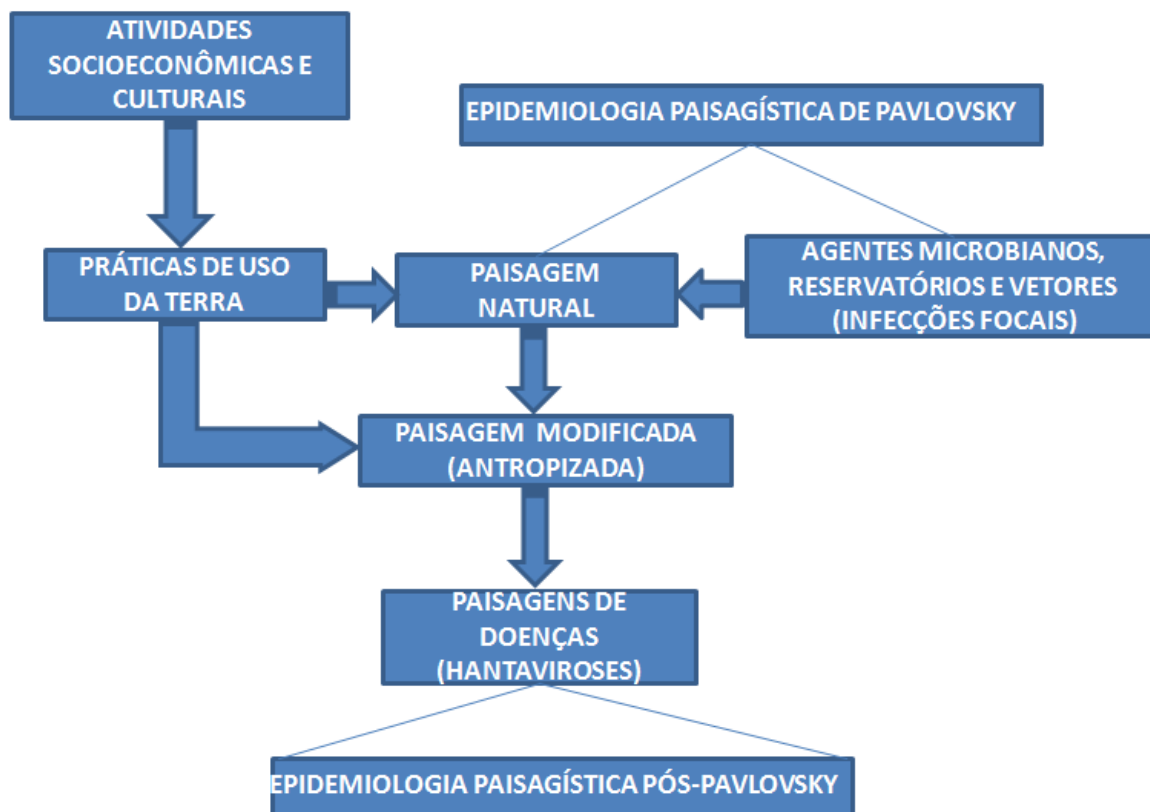 ATIVIDADES
SOCIOECONÔMICAS E
CULTURAIS
EPIDEMIOLOGIA PAISAGÍSTICA DE PAVLOVSKY
PRÁTICAS DE USO
DA TERRA
PAISAGEM
NATURAL
AGENTES MICROBIANOS,
RESERVATÓRIOS E VETORES
(INFECÇÕES FOCAIS)
PAISAGEM MODIFICADA
(ANTROPIZADA)
PAISAGENS DE
DOENÇAS
(HANTAVIROSES)
EPIDEMIOLOGIA PAISAGÍSTICA PÓS-PAVLOVSKY